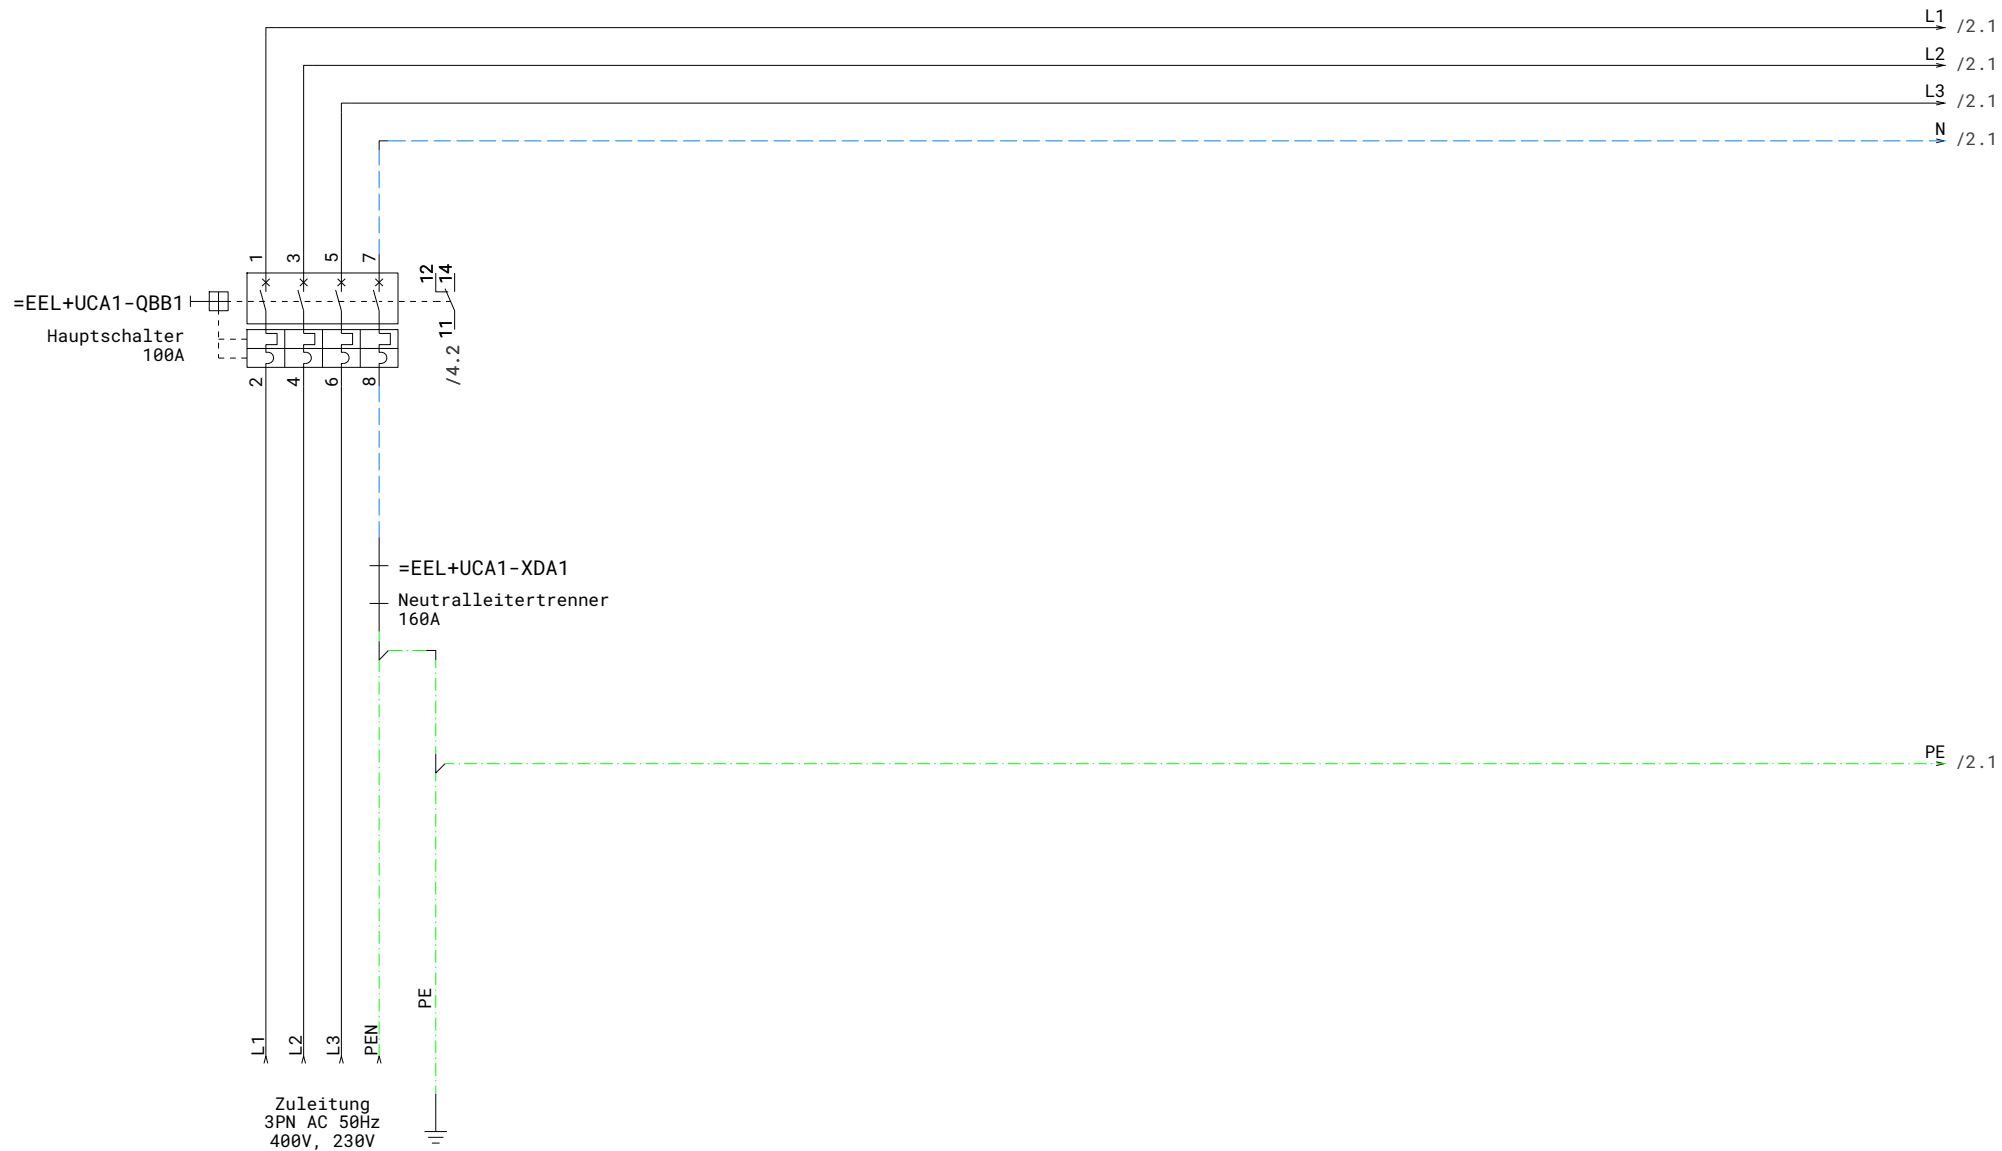 L1 /2.1
L2 /2.1
L3 /2.1
N /2.1
1 3 5 7
12 14
=EEL+UCA1-QBB1
Hauptschalter
100A
11
/4.2
2 4 6 8
=EEL+UCA1-XDA1
Neutralleitertrenner
160A
PE /2.1
PE
L1 L2 L3 PEN
Zuleitung
3PN AC 50Hz
400V, 230V